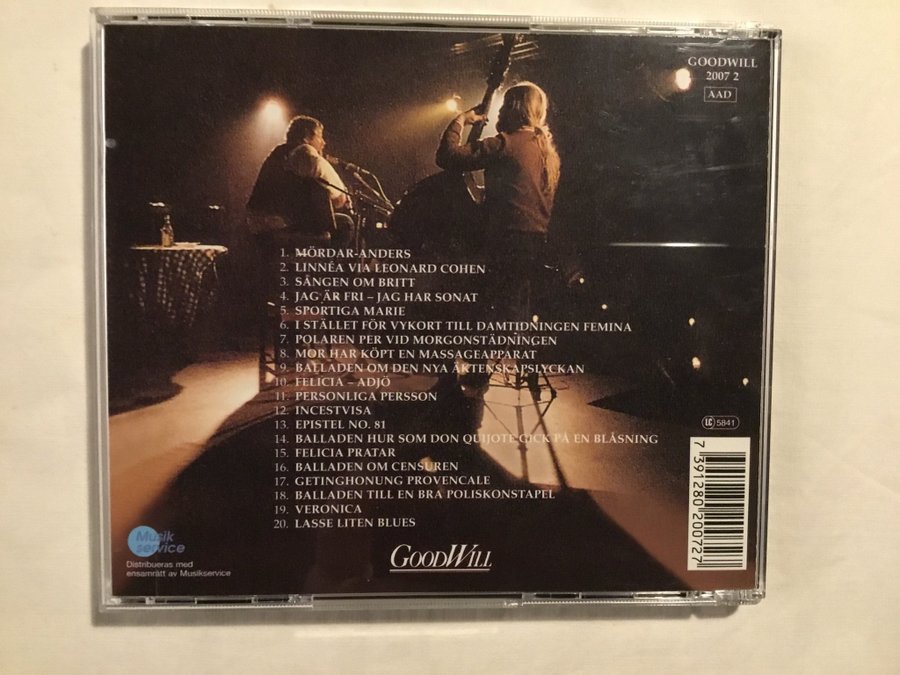 GOODWILL
2007 2
AAD
1. MÖRDAR-ANDERS
2. LINNÉA VIA LEONARD COHEN
3. SÅNGEN OM BRITT
4. JAG ÄR FRI – JAG HAR SONAT
5. SPORTIGA MARIE
6. I STÄLLET FÖR VYKORT TILL DAMTIDNINGEN FEMINA
7. POLAREN PER VID MORGONSTÄDNINGEN
8. MOR HAR KÖPT EN MASSAGEAPPARAT
9. BALLADEN OM DEN NYA ÄKTENSKAPSLYCKAN
10. FELICIA – ADJÖ
11. PERSONLIGA PERSSON
12. INCESTVISA
13. EPISTEL NO. 81
14. BALLADEN HUR SOM DON QUIJOTE GICK PÅ EN BLÅSNING
15. FELICIA PRATAR
16. BALLADEN OM CENSUREN
17. GETINGHONUNG PROVENCALE
18. BALLADEN TILL EN BRA POLISKONSTAPEL
19. VERONICA
20. LASSE LITEN BLUES
LC 5841
7 391280 200727
Musik
service
Distribueras med
ensamrätt av Musikservice
GOODWILL